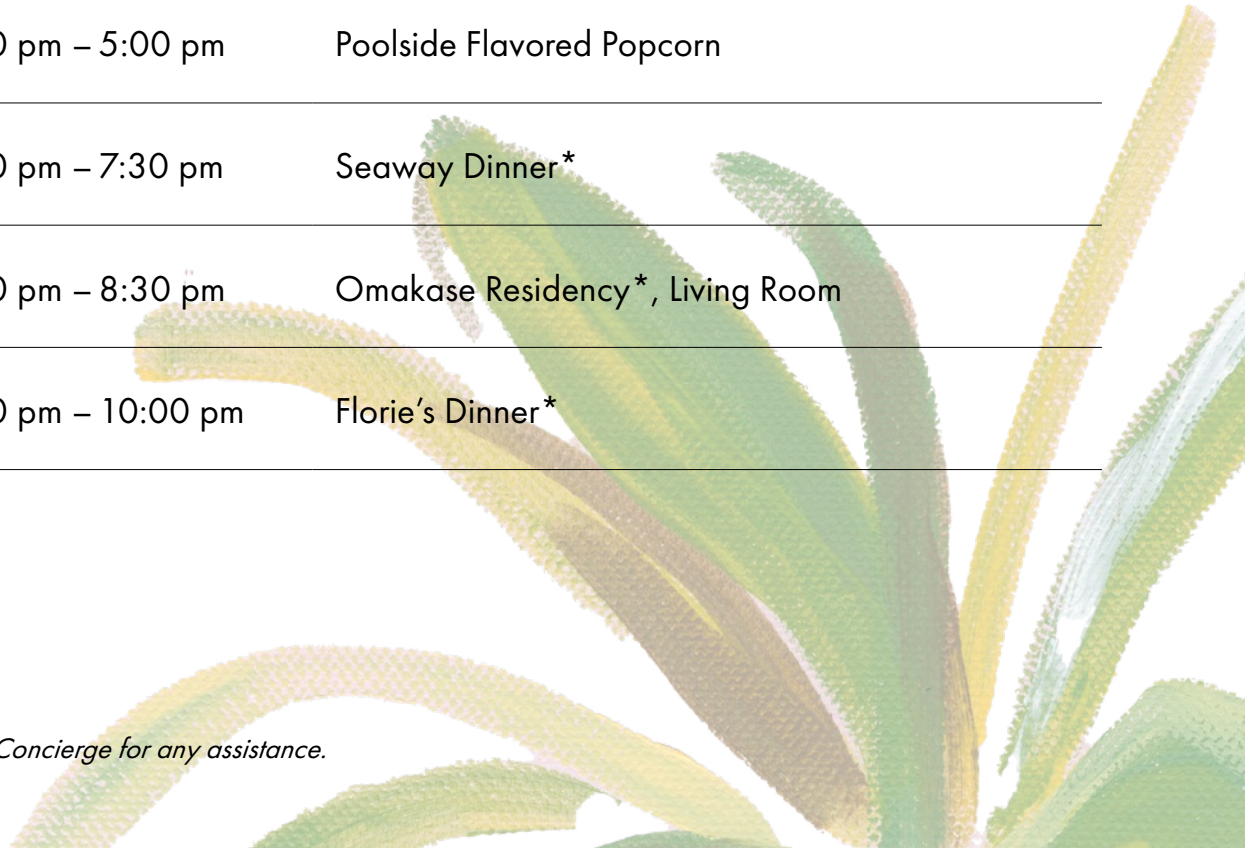 0 pm – 5:00 pm Poolside Flavored Popcorn
0 pm – 7:30 pm Seaway Dinner*
0 pm – 8:30 pm Omakase Residency*, Living Room
0 pm – 10:00 pm Florie’s Dinner*
Concierge for any assistance.